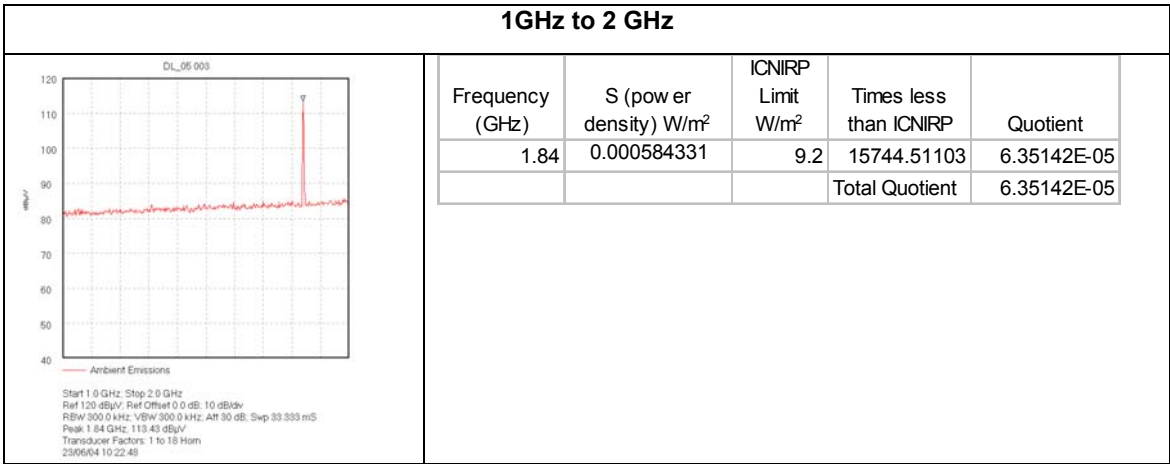 1GHz to 2 GHz
DL_05 003
120
110
100
90
80
70
60
50
40
dBµV
Ambient Emissions
Start 1.0 GHz; Stop 2.0 GHz
Ref 120 dBµV; Ref Offset 0.0 dB; 10 dB/div
RBW 300.0 kHz; VBW 300.0 kHz; Att 30 dB; Swp 33.333 mS
Peak 1.84 GHz, 113.43 dBµV
Transducer Factors: 1 to 18 Horn
23/06/04 10:22:48
Frequency (GHz) S (pow er density) W/m² ICNIRP Limit W/m² Times less than ICNIRP Quotient
1.84 0.000584331 9.2 15744.51103 6.35142E-05
Total Quotient 6.35142E-05